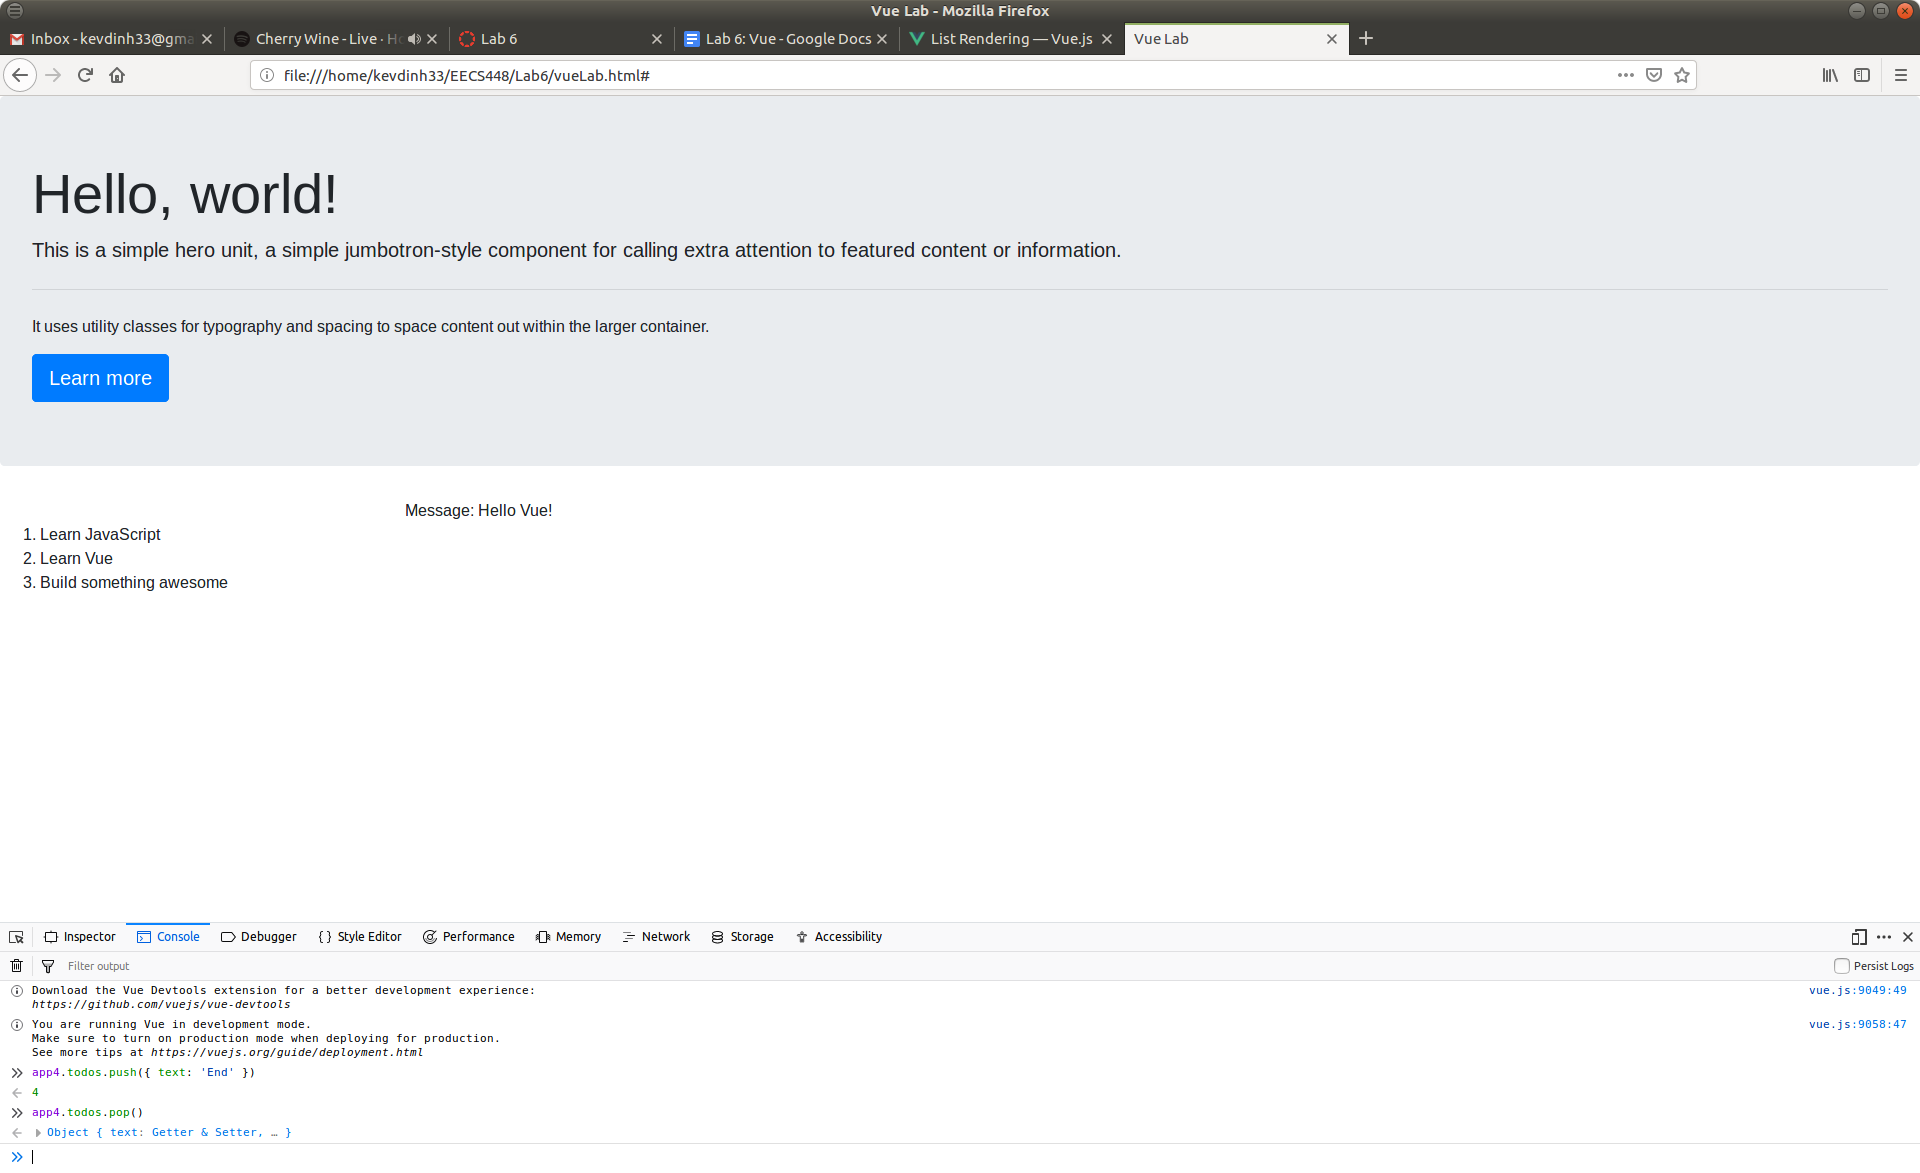 Vue Lab - Mozilla Firefox
Inbox - kevdinh33@gma
Cherry Wine - Live · Ho
Lab 6
Lab 6: Vue - Google Docs
List Rendering — Vue.js
Vue Lab
file:///home/kevdinh33/EECS448/Lab6/vueLab.html#
Hello, world!
This is a simple hero unit, a simple jumbotron-style component for calling extra attention to featured content or information.
It uses utility classes for typography and spacing to space content out within the larger container.
Learn more
Message: Hello Vue!
1. Learn JavaScript
2. Learn Vue
3. Build something awesome
Inspector Console Debugger Style Editor Performance Memory Network Storage Accessibility
Filter output Persist Logs
Download the Vue Devtools extension for a better development experience: vue.js:9049:49
https://github.com/vuejs/vue-devtools
You are running Vue in development mode. vue.js:9058:47
Make sure to turn on production mode when deploying for production.
See more tips at https://vuejs.org/guide/deployment.html
app4.todos.push({ text: 'End' })
4
app4.todos.pop()
Object { text: Getter & Setter, … }